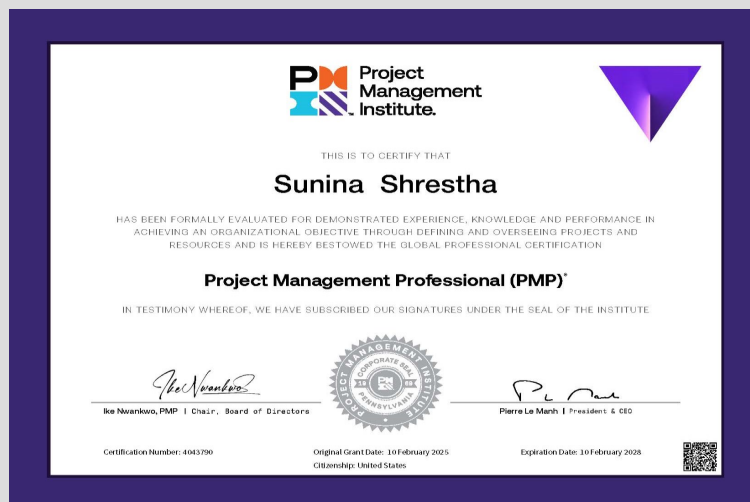 PM
Project
Management
Institute.
THIS IS TO CERTIFY THAT
Sunina Shrestha
HAS BEEN FORMALLY EVALUATED FOR DEMONSTRATED EXPERIENCE, KNOWLEDGE AND PERFORMANCE IN
ACHIEVING AN ORGANIZATIONAL OBJECTIVE THROUGH DEFINING AND OVERSEEING PROJECTS AND
RESOURCES AND IS HEREBY BESTOWED THE GLOBAL PROFESSIONAL CERTIFICATION
Project Management Professional (PMP)®
IN TESTIMONY WHEREOF, WE HAVE SUBSCRIBED OUR SIGNATURES UNDER THE SEAL OF THE INSTITUTE
Ike Nwankwo
PROJECT MANAGEMENT INSTITUTE
CORPORATE SEAL
1969
PENNSYLVANIA
Ike Nwankwo, PMP | Chair, Board of Directors
Pierre Le Manh | President & CEO
Certification Number: 4043790
Original Grant Date: 10 February 2025
Expiration Date: 10 February 2028
Citizenship: United States